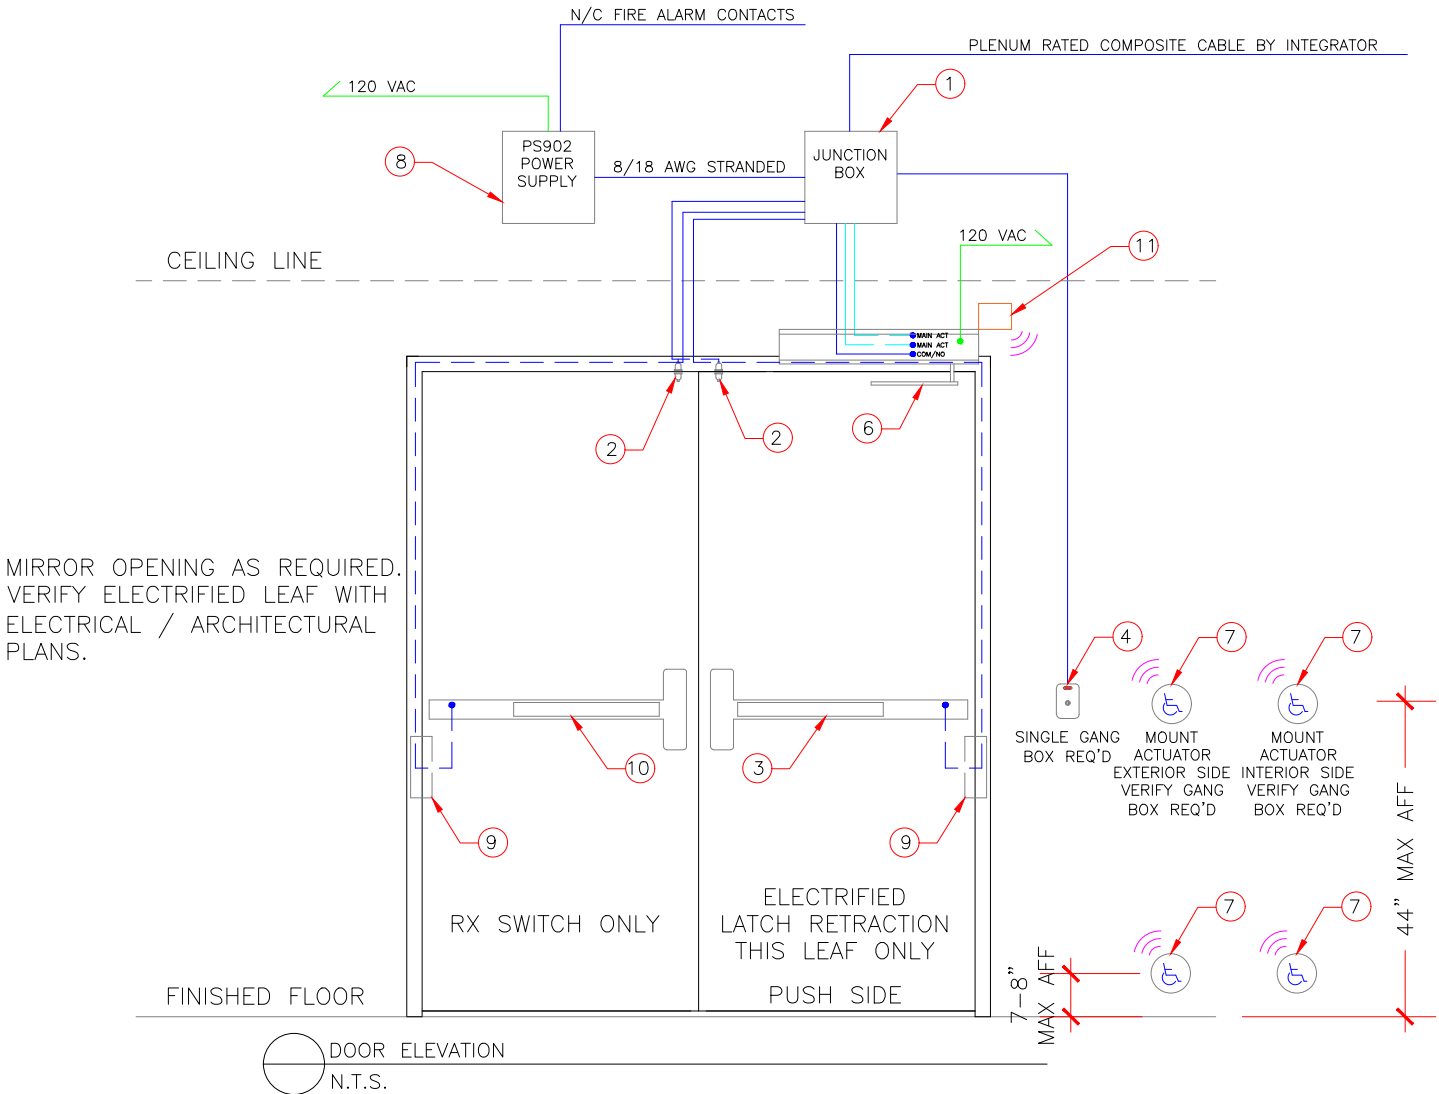 N/C FIRE ALARM CONTACTS
PLENUM RATED COMPOSITE CABLE BY INTEGRATOR
120 VAC
1
PS902
POWER
SUPPLY
8
8/18 AWG STRANDED
JUNCTION
BOX
120 VAC
11
CEILING LINE
MAIN ACT
MAIN ACT
COM/NO
2
2
6
MIRROR OPENING AS REQUIRED.
VERIFY ELECTRIFIED LEAF WITH
ELECTRICAL / ARCHITECTURAL
PLANS.
4
7
7
SINGLE GANG
BOX REQ'D
MOUNT
ACTUATOR
EXTERIOR SIDE
VERIFY GANG
BOX REQ'D
MOUNT
ACTUATOR
INTERIOR SIDE
VERIFY GANG
BOX REQ'D
10
3
9
9
44" MAX AFF
RX SWITCH ONLY
ELECTRIFIED
LATCH RETRACTION
THIS LEAF ONLY
PUSH SIDE
7
7
7-8"
MAX AFF
FINISHED FLOOR
DOOR ELEVATION
N.T.S.